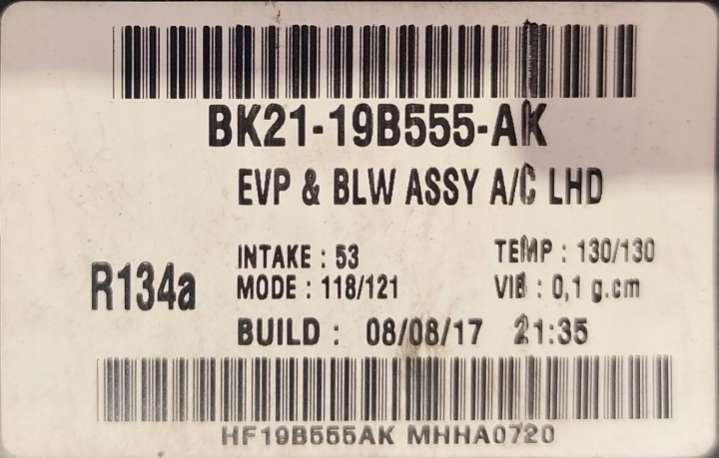 BK21-19B555-AK
EVP & BLW ASSY A/C LHD
INTAKE : 53 TEMP : 130/130
R134a MODE : 118/121 VIB : 0,1 g.cm
BUILD : 08/08/17 21:35
HF19B555AK MHHA0720